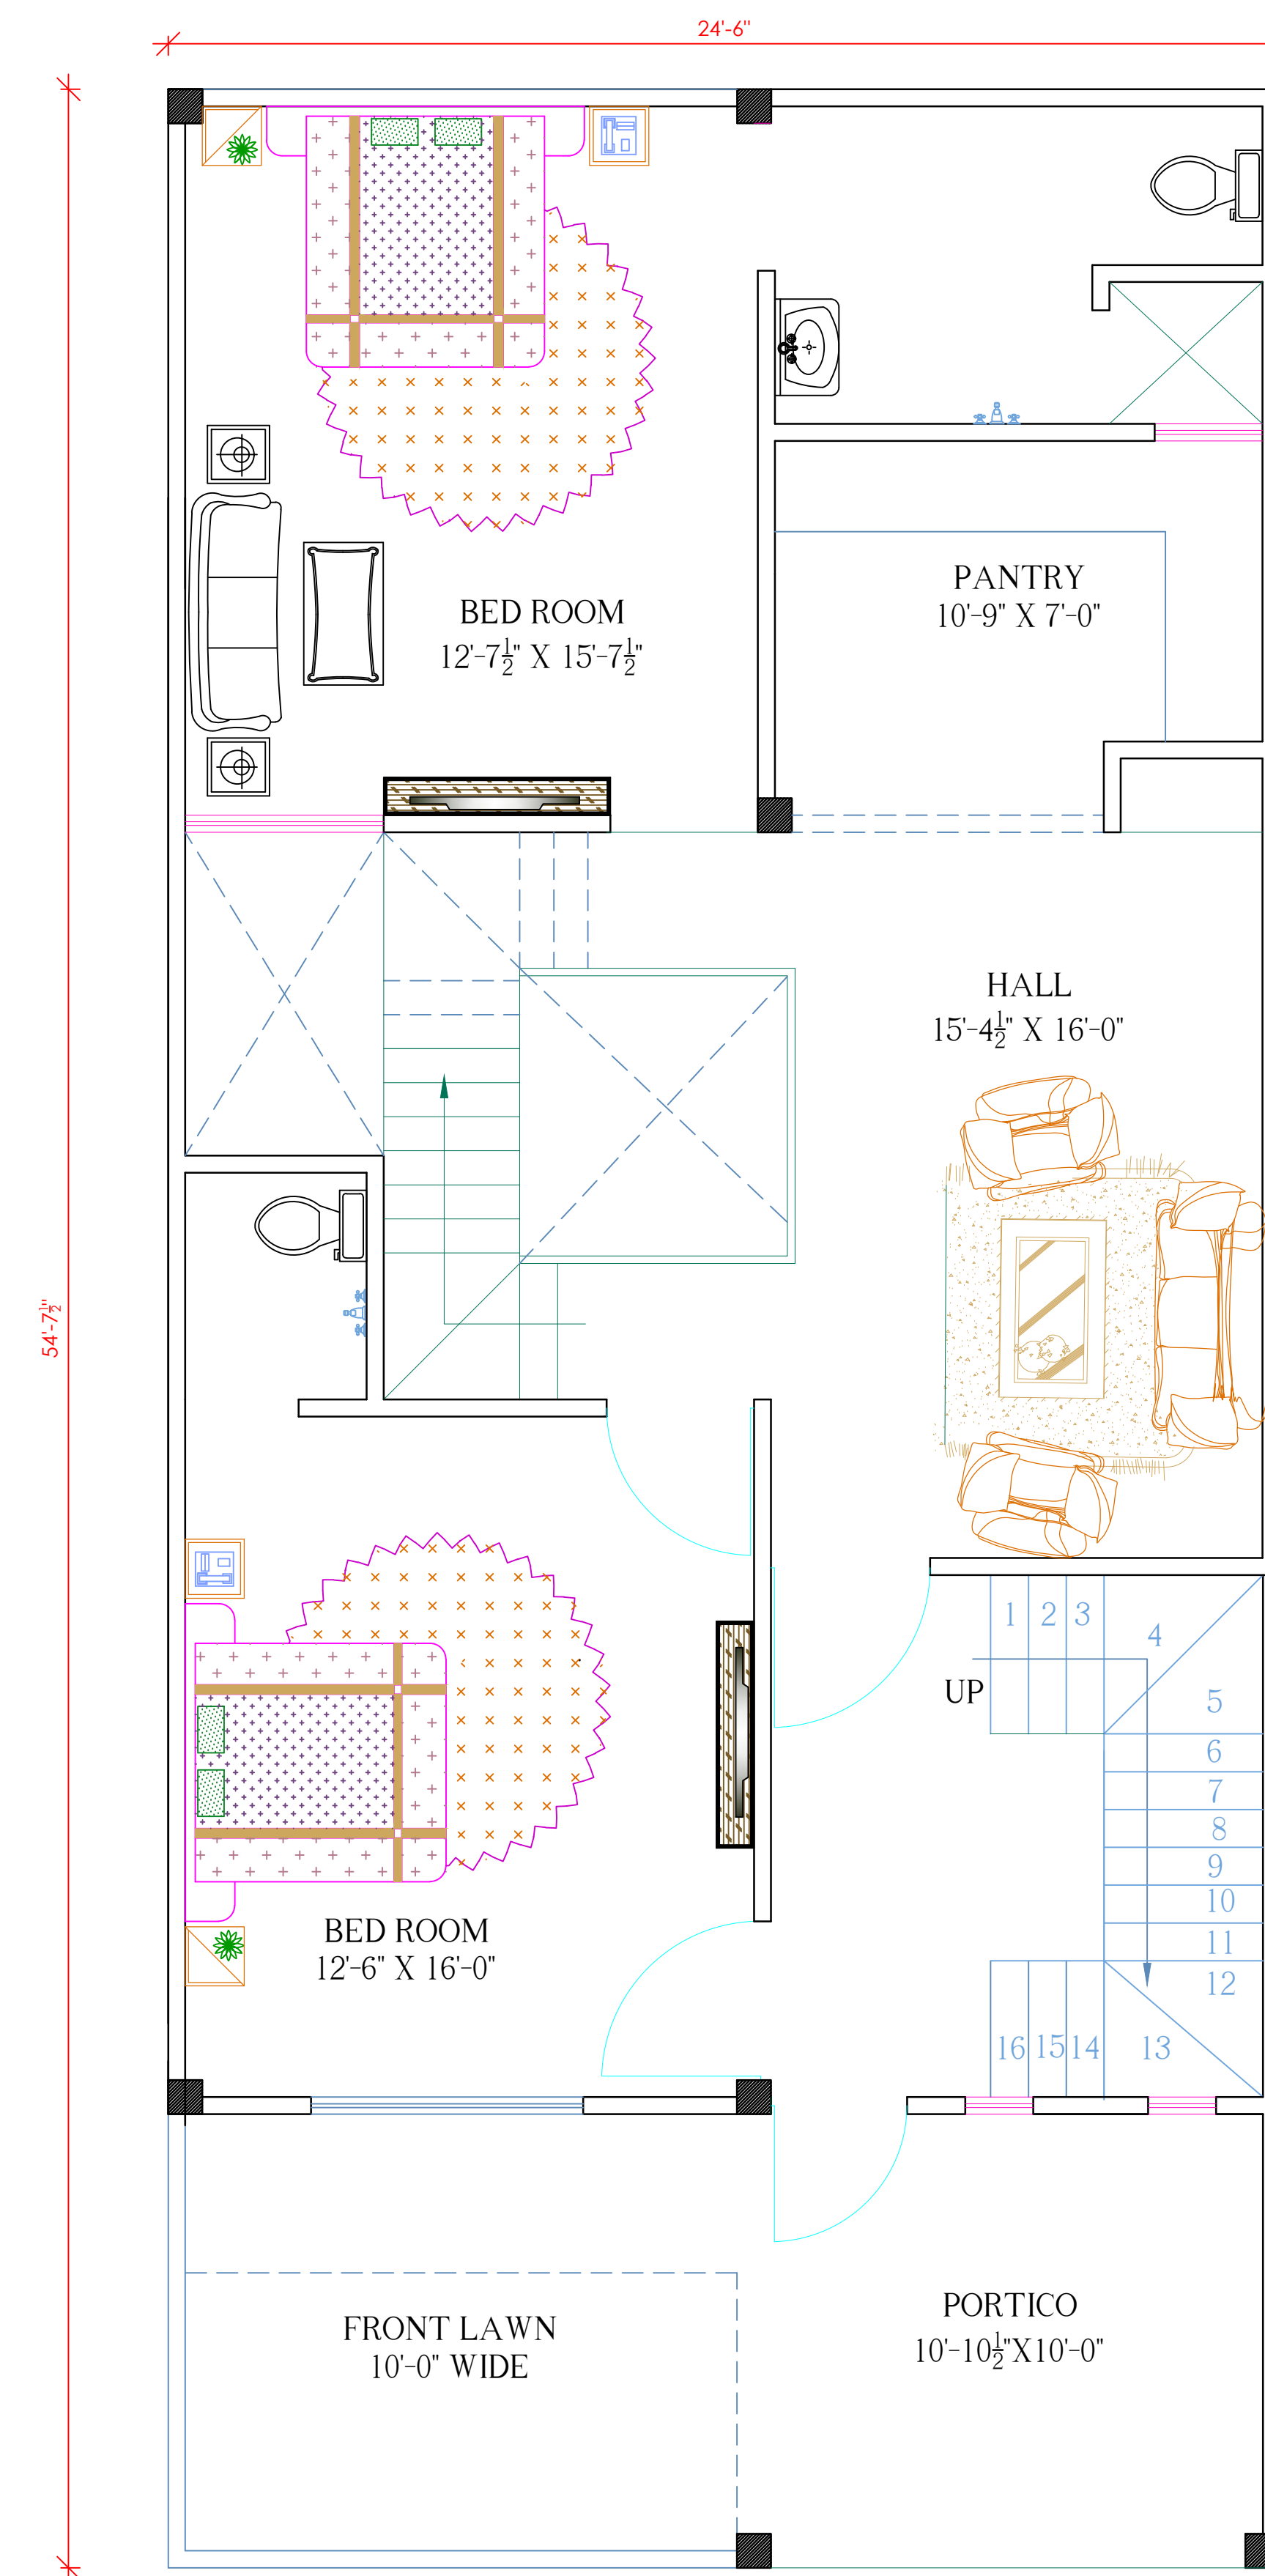 24'-6"
54'-7½"
PANTRY
10'-9" X 7'-0"
BED ROOM
12'-7½" X 15'-7½"
HALL
15'-4½" X 16'-0"
1 2 3
4
UP
5
6
7
8
9
10
11
12
16 15 14 13
BED ROOM
12'-6" X 16'-0"
FRONT LAWN
10'-0" WIDE
PORTICO
10'-10½"X10'-0"